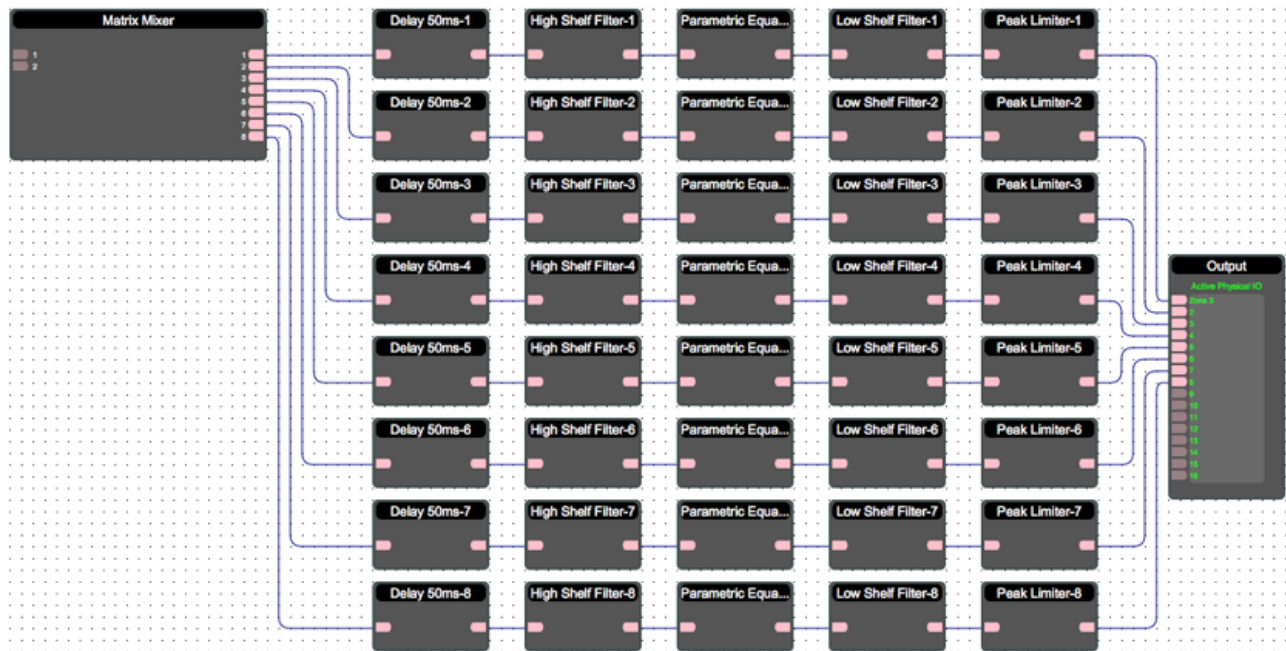 Matrix Mixer
1
2
1
2
3
4
5
6
7
8
Delay 50ms-1
High Shelf Filter-1
Parametric Equa...
Low Shelf Filter-1
Peak Limiter-1
Delay 50ms-2
High Shelf Filter-2
Parametric Equa...
Low Shelf Filter-2
Peak Limiter-2
Delay 50ms-3
High Shelf Filter-3
Parametric Equa...
Low Shelf Filter-3
Peak Limiter-3
Delay 50ms-4
High Shelf Filter-4
Parametric Equa...
Low Shelf Filter-4
Peak Limiter-4
Delay 50ms-5
High Shelf Filter-5
Parametric Equa...
Low Shelf Filter-5
Peak Limiter-5
Delay 50ms-6
High Shelf Filter-6
Parametric Equa...
Low Shelf Filter-6
Peak Limiter-6
Delay 50ms-7
High Shelf Filter-7
Parametric Equa...
Low Shelf Filter-7
Peak Limiter-7
Delay 50ms-8
High Shelf Filter-8
Parametric Equa...
Low Shelf Filter-8
Peak Limiter-8
Output
Active Physical IO
Zone 3
2
3
4
5
6
7
8
9
10
11
12
13
14
15
16